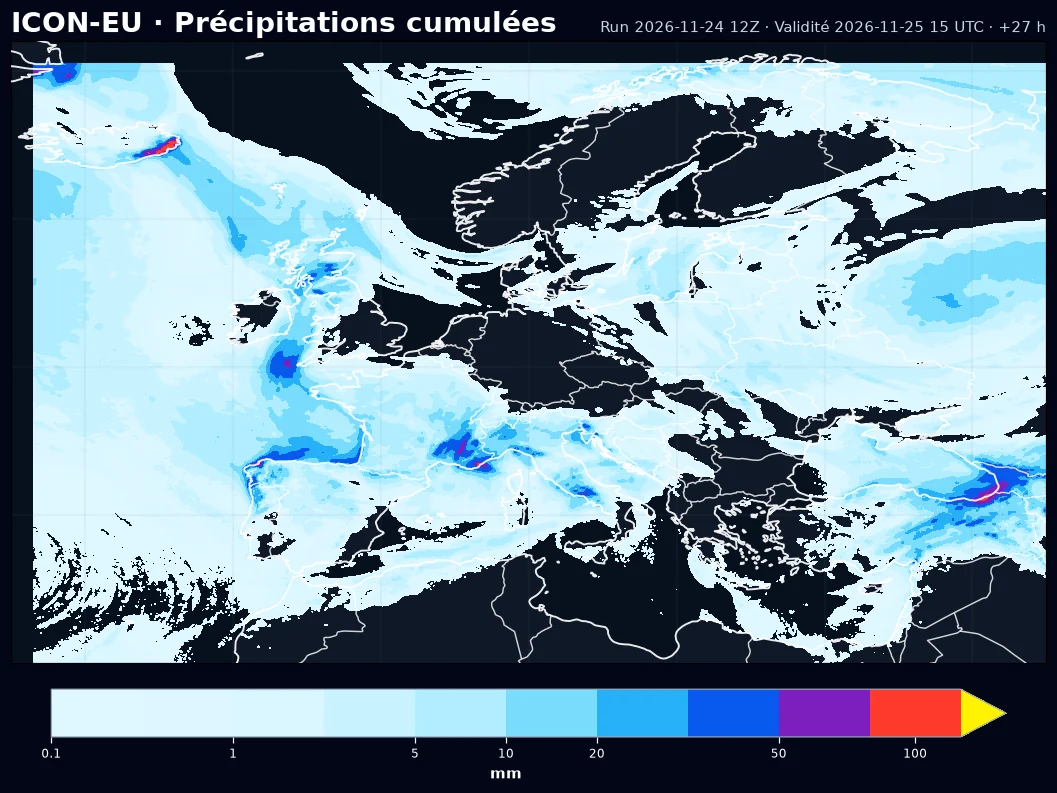 ICON-EU · Précipitations cumulées
Run 2026-11-24 12Z · Validité 2026-11-25 15 UTC · +27 h
0.1 1 5 10 20 50 100
mm